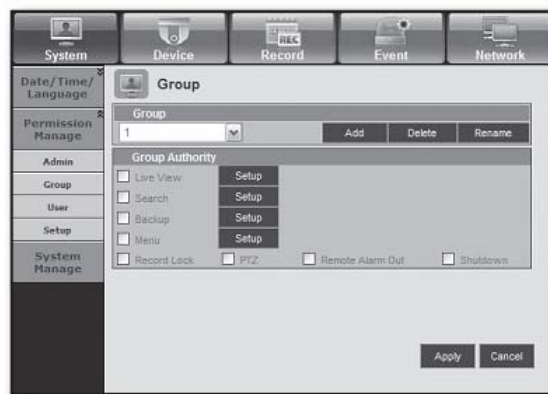 System Device Record Event Network
REC
Date/Time/
Language
Permission
Manage
Admin
Group
User
Setup
System
Manage
Group
Group
1
Add Delete Rename
Group Authority
Live View Setup
Search Setup
Backup Setup
Menu Setup
Record Lock PTZ Remote Alarm Out Shutdown
Apply Cancel